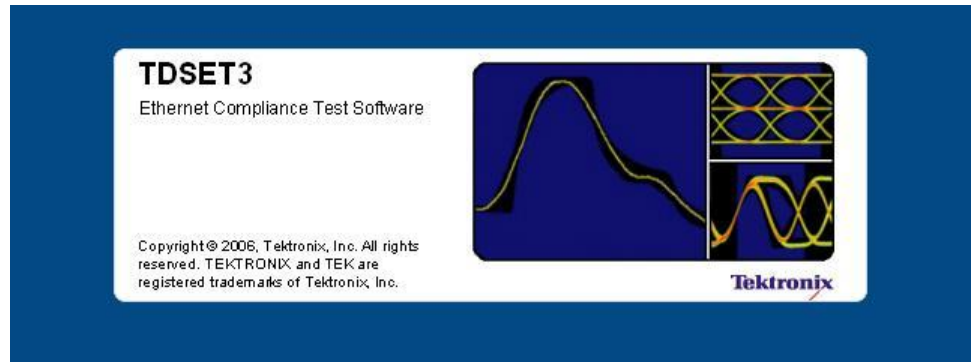 TDSET3
Ethernet Compliance Test Software
Copyright © 2006, Tektronix, Inc. All rights
reserved. TEKTRONIX and TEK are
registered trademarks of Tektronix, Inc.
Tektronix